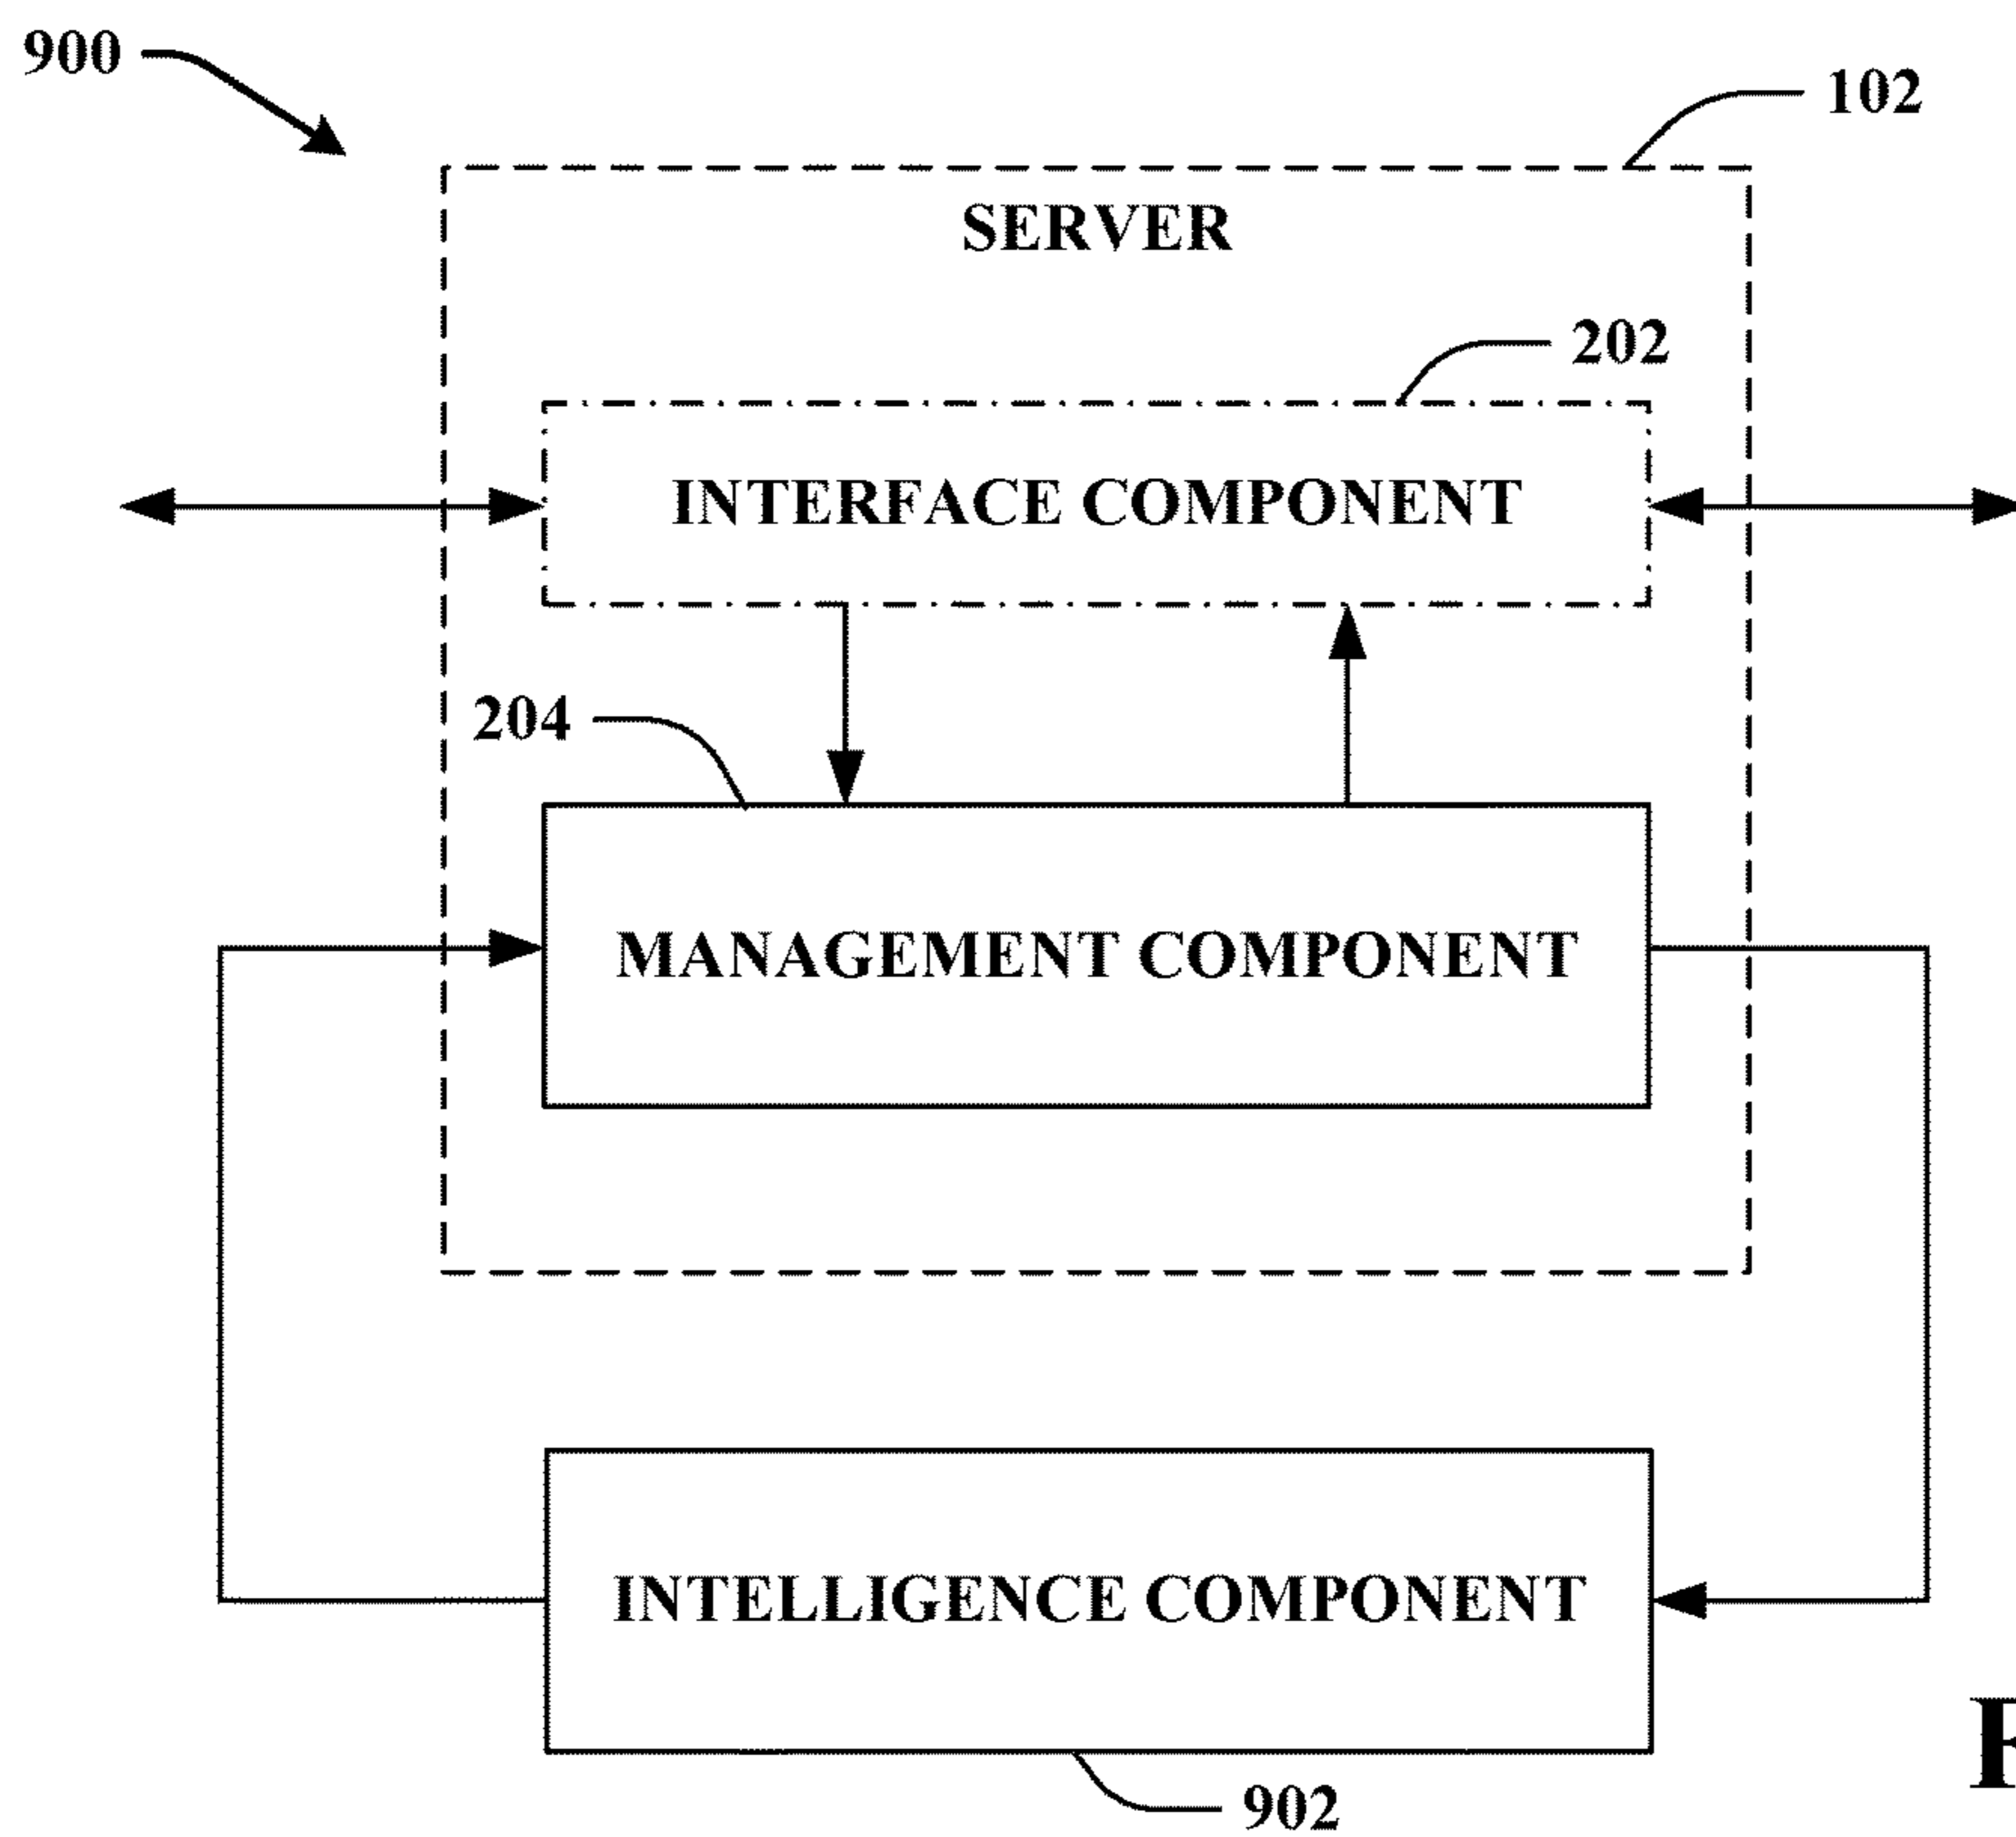 900
102
SERVER
202
INTERFACE COMPONENT
204
MANAGEMENT COMPONENT
INTELLIGENCE COMPONENT
902